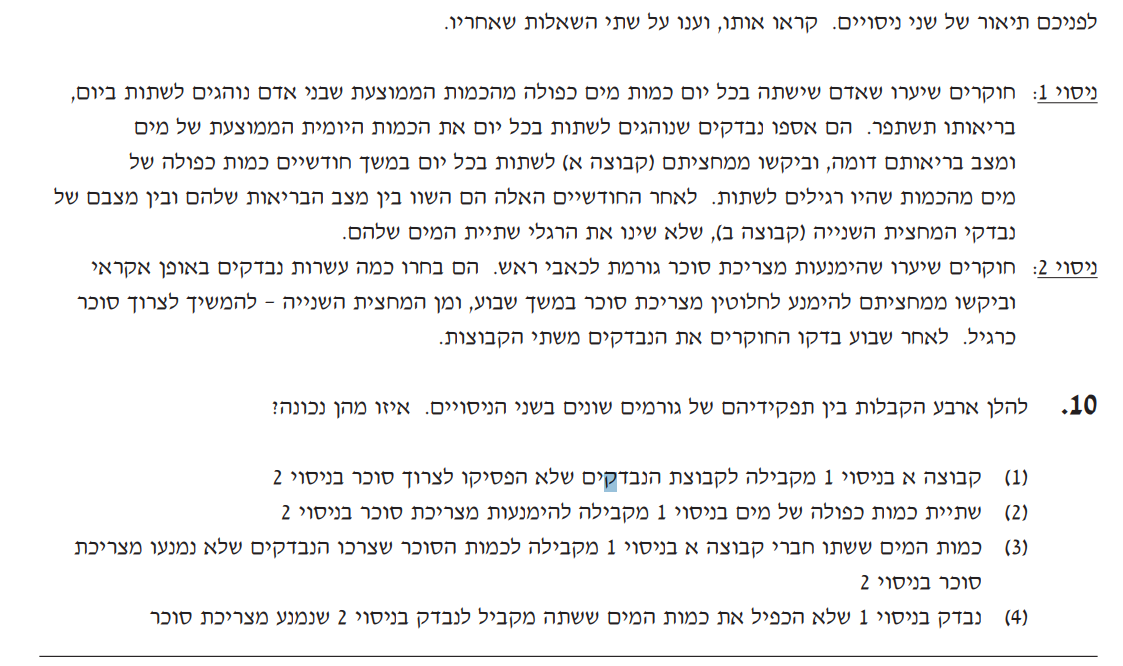 לפניכם תיאור של שני ניסויים. קראו אותו, וענו על שתי השאלות שאחריו.
ניסוי 1: חוקרים שיערו שאדם שישתה בכל יום כמות מים כפולה מהכמות הממוצעת שבני אדם נוהגים לשתות ביום,
בריאותו תשתפר. הם אספו נבדקים שנוהגים לשתות בכל יום את הכמות היומית הממוצעת של מים
ומצב בריאותם דומה, וביקשו ממחציתם (קבוצה א) לשתות בכל יום במשך חודשיים כמות כפולה של
מים מהכמות שהיו רגילים לשתות. לאחר החודשיים האלה הם השוו בין מצב הבריאות שלהם ובין מצבם של
נבדקי המחצית השנייה (קבוצה ב), שלא שינו את הרגלי שתיית המים שלהם.
ניסוי 2: חוקרים שיערו שהימנעות מצריכת סוכר גורמת לכאבי ראש. הם בחרו כמה עשרות נבדקים באופן אקראי
וביקשו ממחציתם להימנע לחלוטין מצריכת סוכר במשך שבוע, ומן המחצית השנייה – להמשיך לצרוך סוכר
כרגיל. לאחר שבוע בדקו החוקרים את הנבדקים משתי הקבוצות.
10. להלן ארבע הקבלות בין תפקידיהם של גורמים שונים בשני הניסויים. איזו מהן נכונה?
(1) קבוצה א בניסוי 1 מקבילה לקבוצת הנבדקים שלא הפסיקו לצרוך סוכר בניסוי 2
(2) שתיית כמות כפולה של מים בניסוי 1 מקבילה להימנעות מצריכת סוכר בניסוי 2
(3) כמות המים ששתו חברי קבוצה א בניסוי 1 מקבילה לכמות הסוכר שצרכו הנבדקים שלא נמנעו מצריכת
סוכר בניסוי 2
(4) נבדק בניסוי 1 שלא הכפיל את כמות המים ששתה מקביל לנבדק בניסוי 2 שנמנע מצריכת סוכר